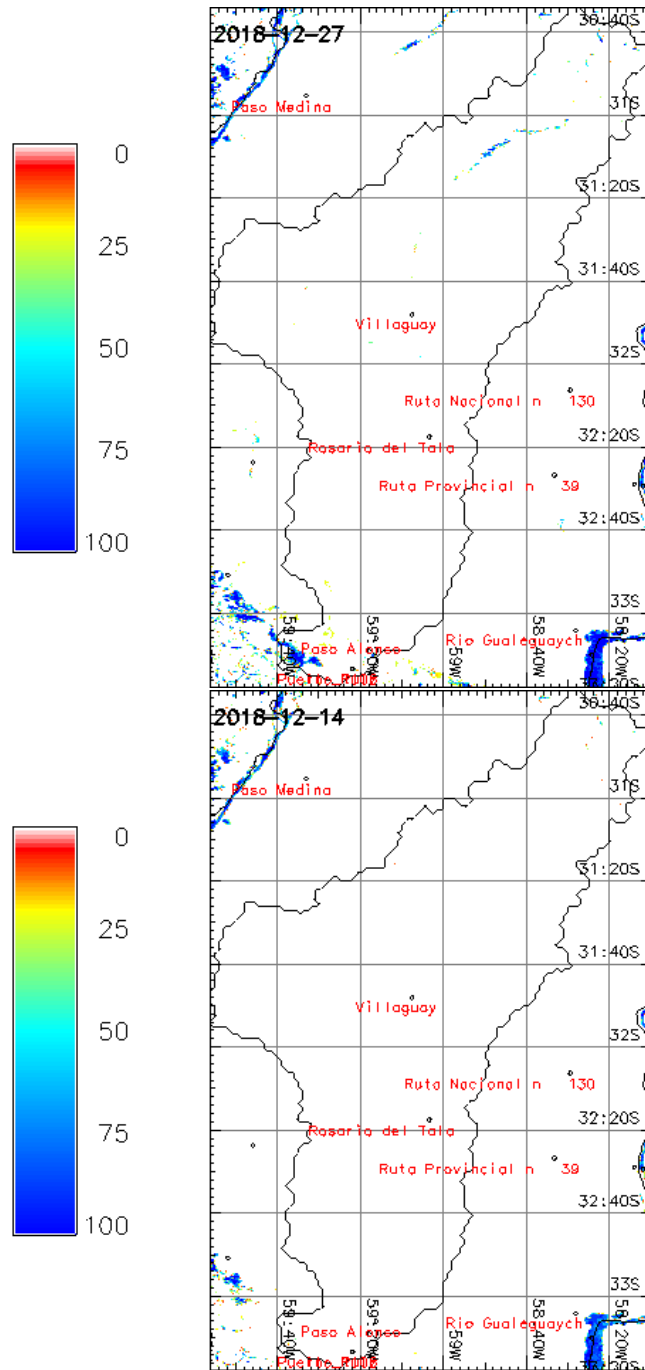 2018-12-27
30:40S
Paso Medina
31S
0
31:20S
25
31:40S
Villaguay
50
32S
Ruta Nacional n 130
75
32:20S
Rosario del Tala
Ruta Provincial n 39
100
32:40S
33S
Rio Gualeguaych
Paso Alonso
59:20W
59W
58:40W
58:20W
2018-12-14
30:40S
Paso Medina
31S
0
31:20S
25
31:40S
Villaguay
50
32S
Ruta Nacional n 130
75
32:20S
Rosario del Tala
Ruta Provincial n 39
100
32:40S
33S
Rio Gualeguaych
Paso Alonso
59:40W
59:20W
59W
58:40W
58:20W